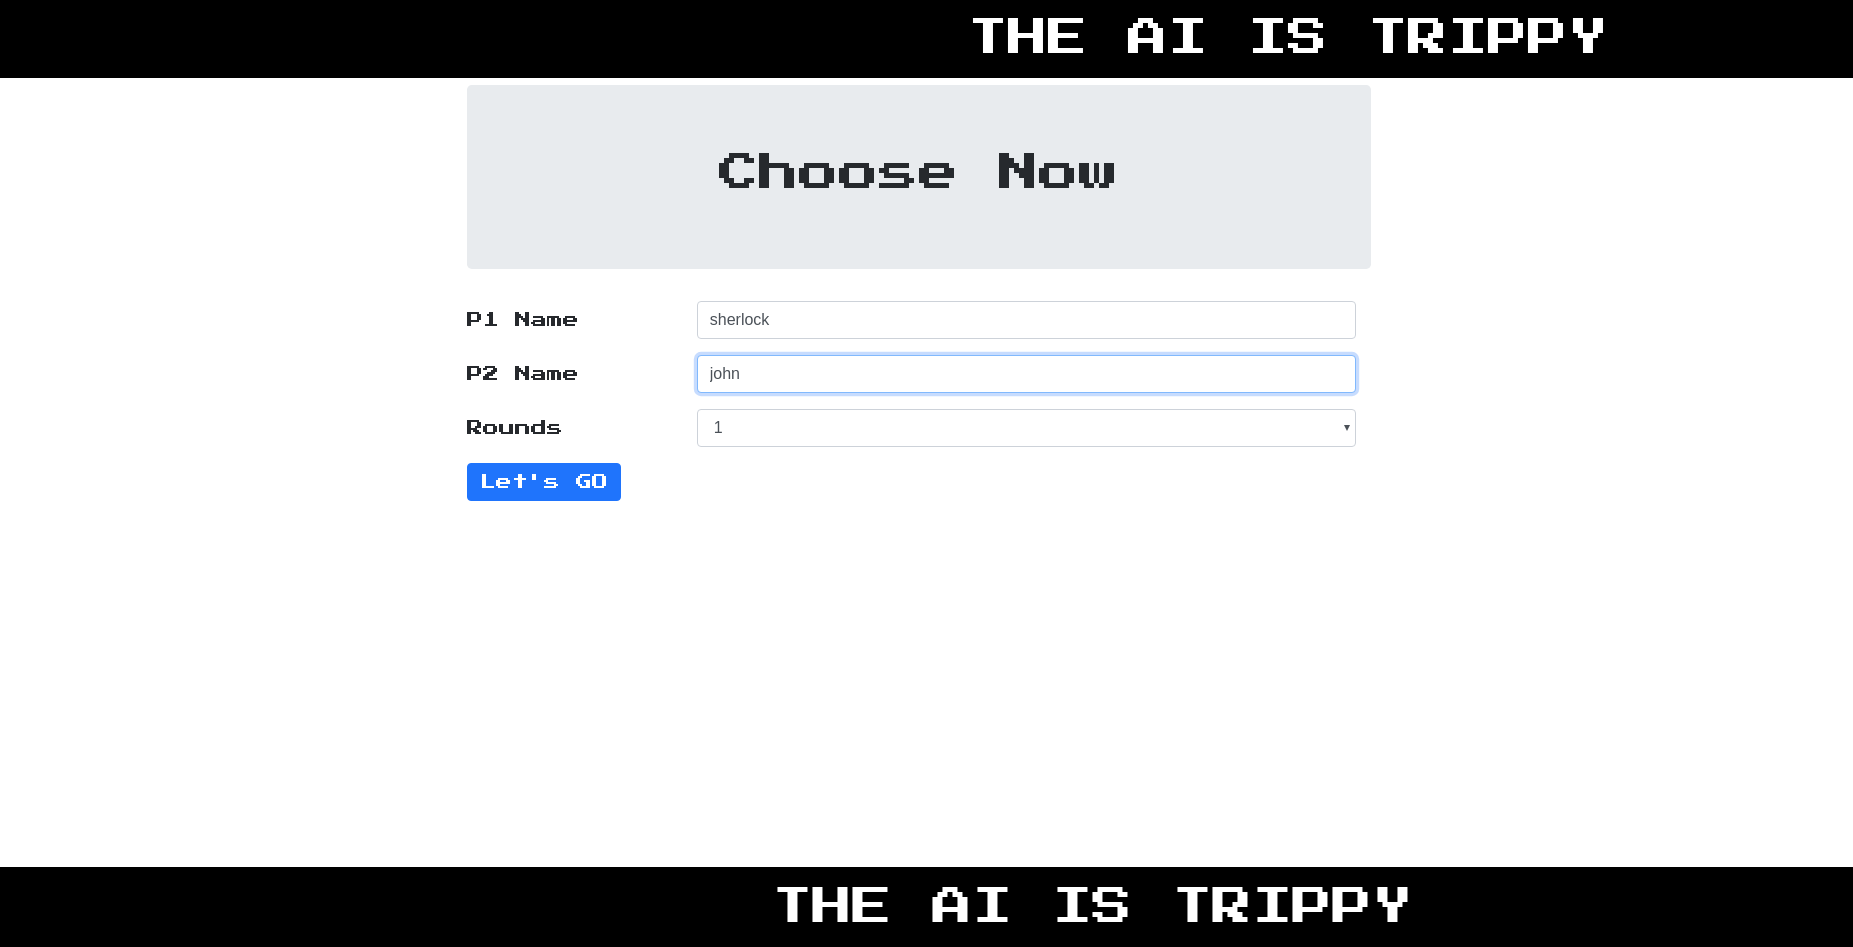 THE AI IS TRIPPY
Choose Now
P1 Name
sherlock
P2 Name
john
Rounds
1
Let's GO
THE AI IS TRIPPY